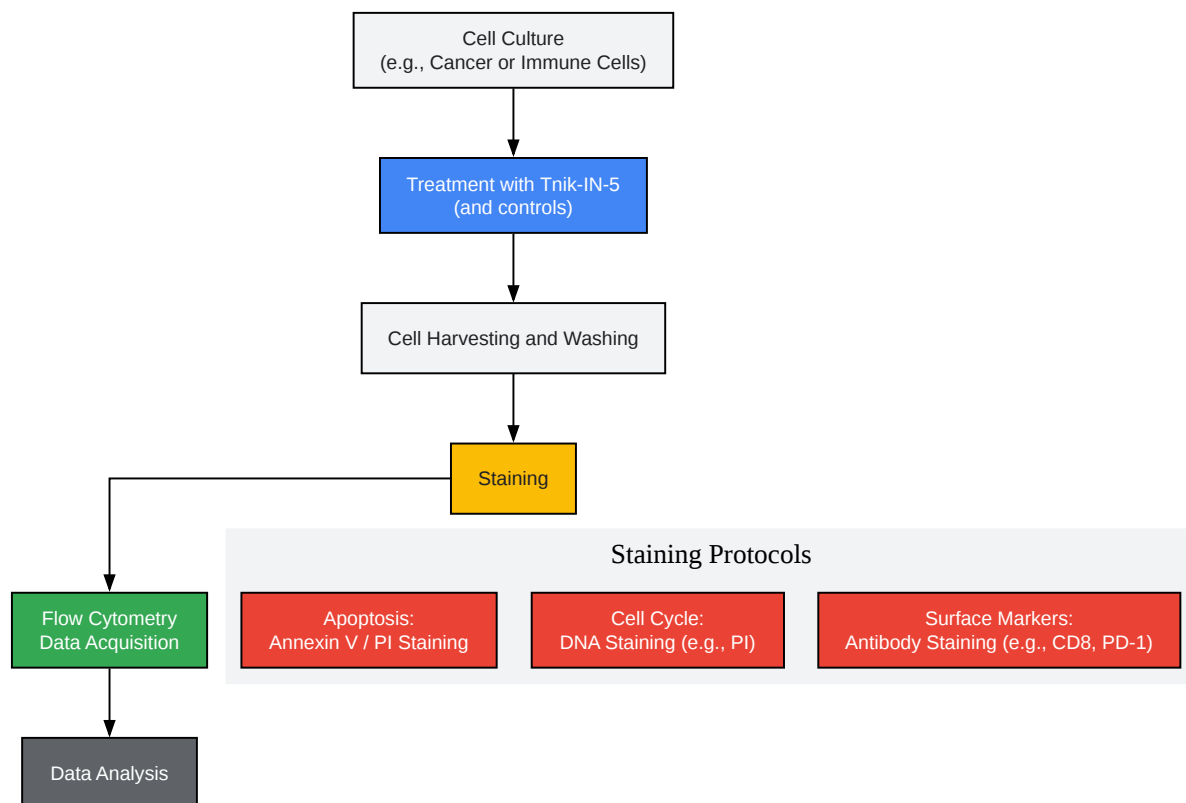 Cell Culture
(e.g., Cancer or Immune Cells)
Treatment with Tnik-IN-5
(and controls)
Cell Harvesting and Washing
Staining
Staining Protocols
Flow Cytometry
Data Acquisition
Apoptosis:
Annexin V / PI Staining
Cell Cycle:
DNA Staining (e.g., PI)
Surface Markers:
Antibody Staining (e.g., CD8, PD-1)
Data Analysis